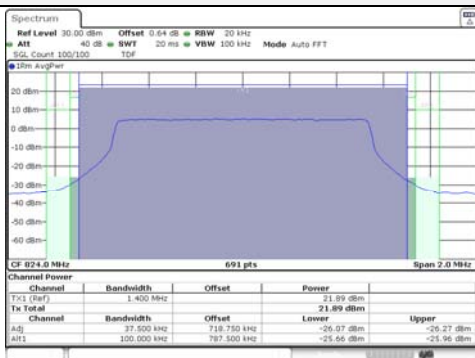 Spectrum
Ref Level 30.00 dBm Offset 0.64 dB RBW 20 kHz
Att 40 dB SWT 20 ms VBW 100 kHz Mode Auto FFT
SGL Count 100/100 TDF
1Rm AvgPwr
20 dBm
10 dBm
0 dBm
-10 dBm
-20 dBm
-30 dBm
-40 dBm
-50 dBm
-60 dBm
CF 824.0 MHz 691 pts Span 2.0 MHz
Channel Power
Channel Bandwidth Offset Power
TX1 (Ref) 1.400 MHz 21.89 dBm
Tx Total 21.89 dBm
Channel Bandwidth Offset Lower Upper
Adj 37.500 kHz 718.750 kHz -26.07 dBm -26.27 dBm
Alt1 100.000 kHz 787.500 kHz -25.66 dBm -25.96 dBm